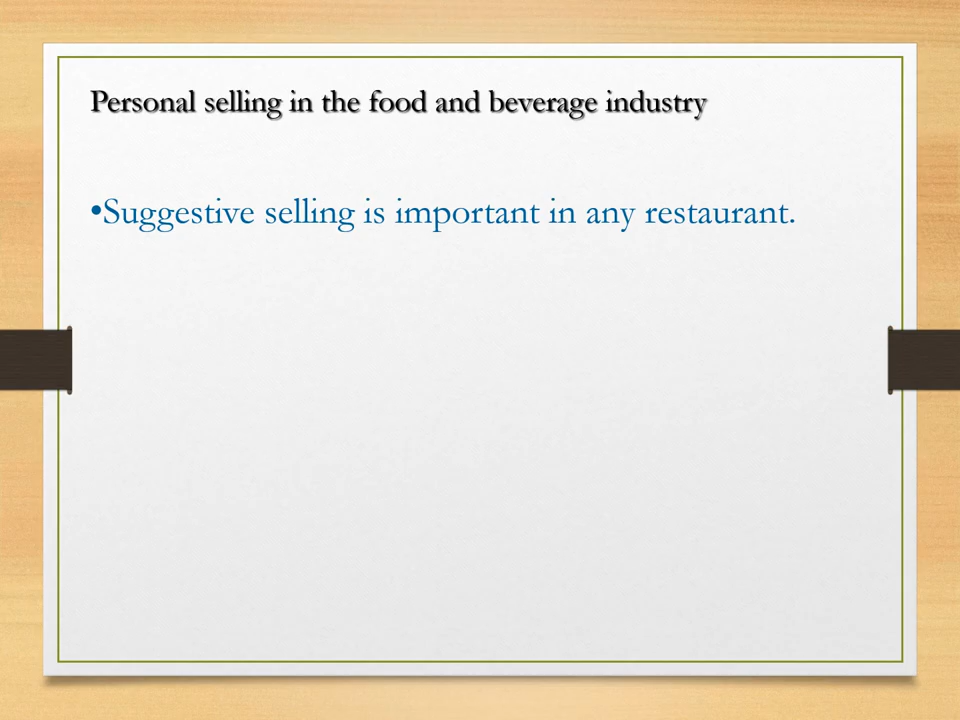 Personal selling in the food and beverage industry
•Suggestive selling is important in any restaurant.